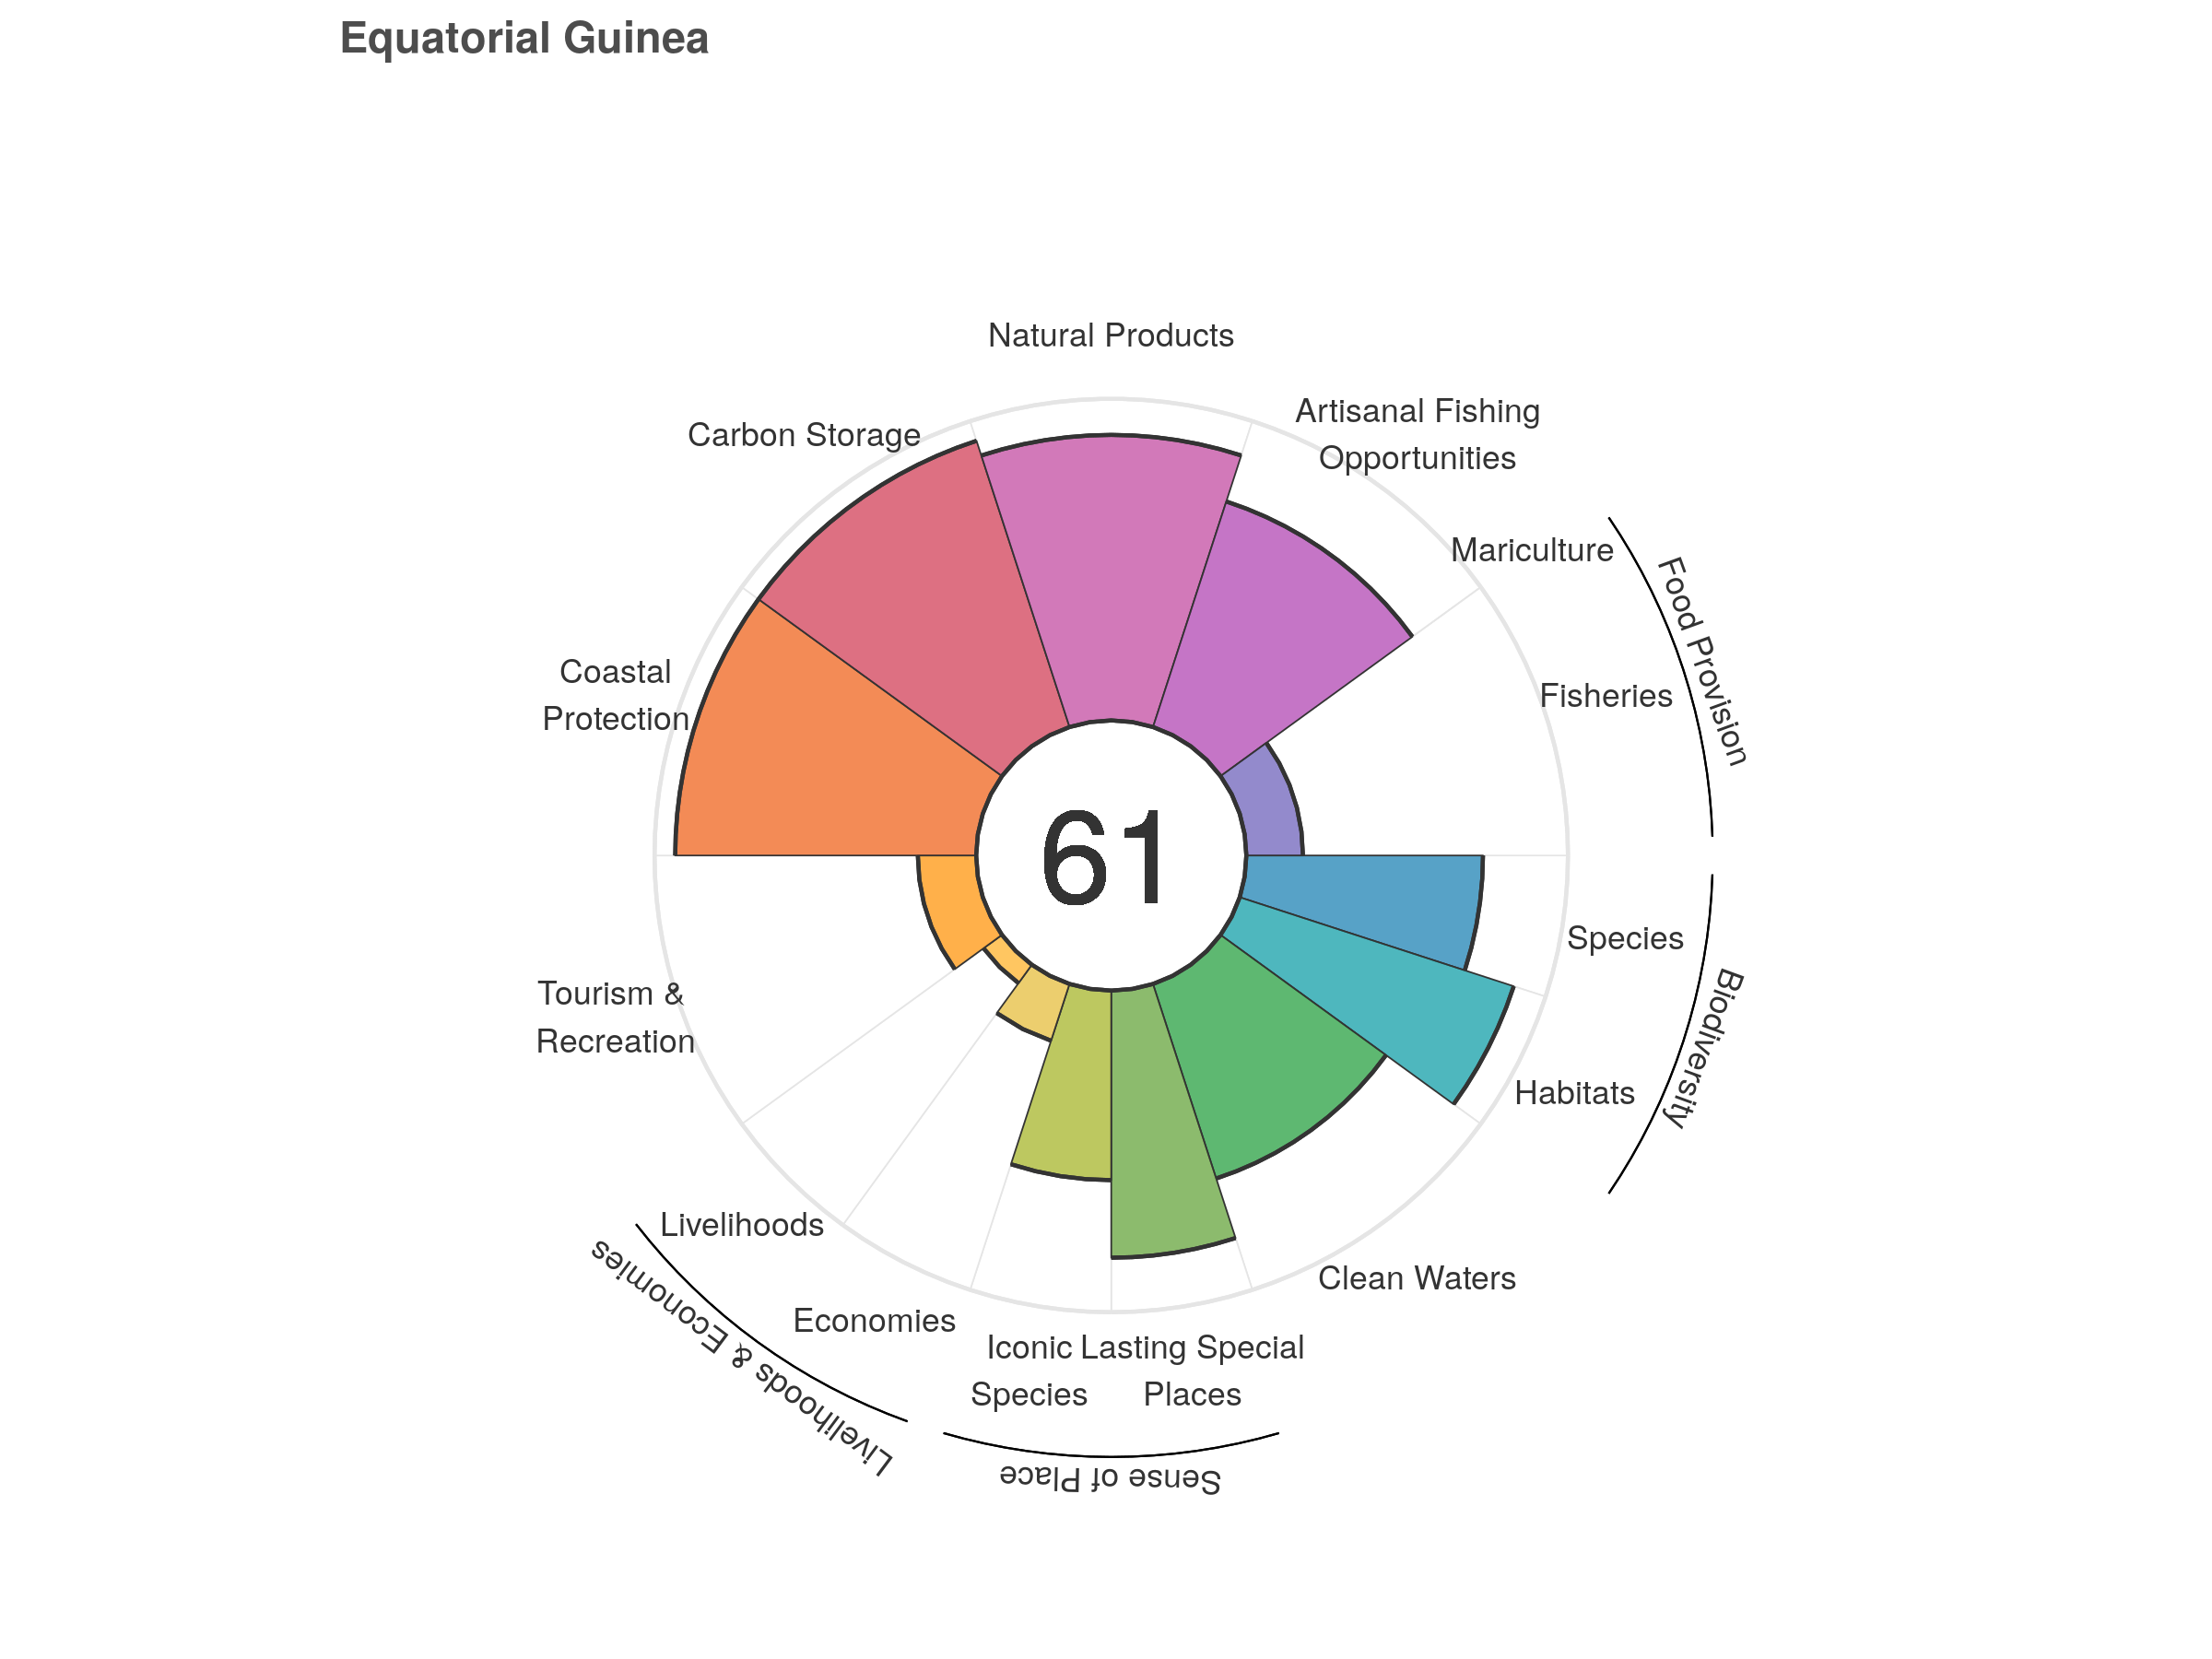 Equatorial Guinea
Natural Products
Artisanal Fishing
Opportunities
Carbon Storage
Mariculture
Food Provision
Fisheries
Coastal
Protection
61
Species
Biodiversity
Tourism &
Recreation
Habitats
Livelihoods
Livelihoods & Economies
Clean Waters
Economies
Iconic
Species
Lasting Special
Places
Sense of Place